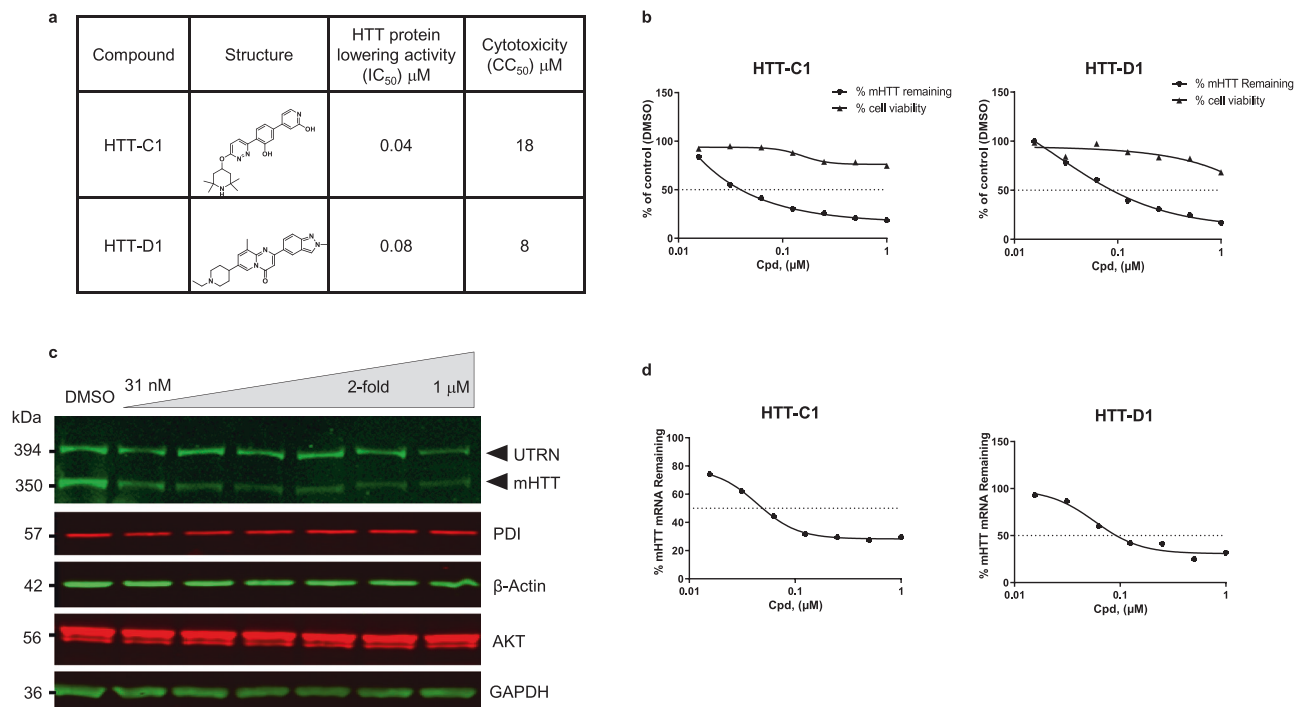 a
Compound
Structure
HTT protein
lowering activity
(IC50) μM
Cytotoxicity
(CC50) μM
HTT-C1
N
OH
OH
N
N
O
N
H
0.04
18
HTT-D1
N
N
N
N
N
O
0.08
8
b
HTT-C1
% mHTT remaining
% cell viability
% of control (DMSO)
150
100
50
0
0.01
0.1
1
Cpd, (μM)
HTT-D1
% mHTT Remaining
% cell viability
% of control (DMSO)
150
100
50
0
0.01
0.1
1
Cpd, (μM)
c
DMSO
31 nM
2-fold
1 μM
kDa
394
UTRN
350
mHTT
57
PDI
42
β-Actin
56
AKT
36
GAPDH
d
HTT-C1
% mHTT mRNA Remaining
100
80
60
40
20
0
0.01
0.1
1
Cpd, (μM)
HTT-D1
% mHTT mRNA Remaining
150
100
50
0
0.01
0.1
1
Cpd, (μM)